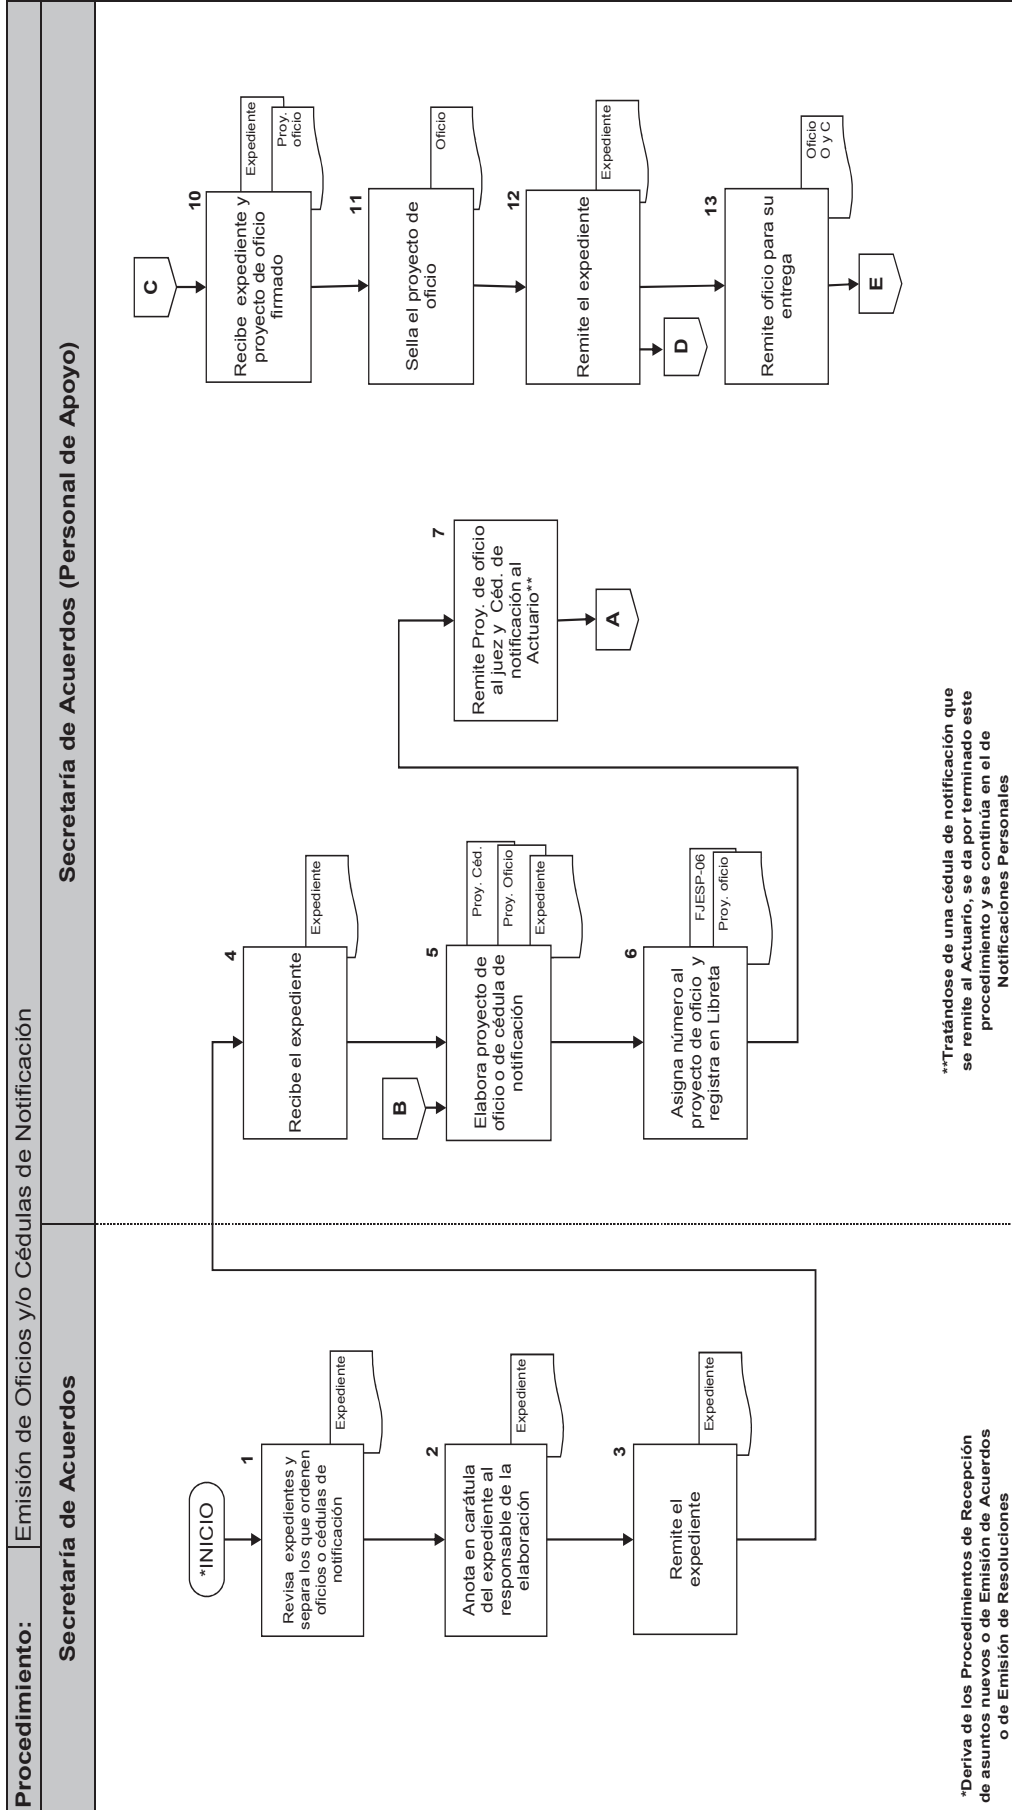 Procedimiento: Emisión de Oficios y/o Cédulas de Notificación
Secretaría de Acuerdos
Secretaría de Acuerdos (Personal de Apoyo)
*INICIO
1
Revisa expedientes y
separa los que ordenen
oficios o cédulas de
notificación
Expediente
2
Anota en carátula
del expediente al
responsable de la
elaboración
Expediente
3
Remite el
expediente
Expediente
4
Recibe el expediente
Expediente
B
5
Elabora proyecto de
oficio o de cédula de
notificación
Proy. Céd.
Proy. Oficio
Expediente
6
Asigna número al
proyecto de oficio y
registra en Libreta
FJESP-06
Proy. oficio
7
Remite Proy. de oficio
al juez y Céd. de
notificación al
Actuario**
A
C
10
Recibe expediente y
proyecto de oficio
firmado
Expediente
Proy.
oficio
11
Sella el proyecto de
oficio
Oficio
12
Remite el expediente
Expediente
D
13
Remite oficio para su
entrega
Oficio
O y C
E
*Deriva de los Procedimientos de Recepción
de asuntos nuevos o de Emisión de Acuerdos
o de Emisión de Resoluciones
**Tratándose de una cédula de notificación que
se remite al Actuario, se da por terminado este
procedimiento y se continúa en el de
Notificaciones Personales